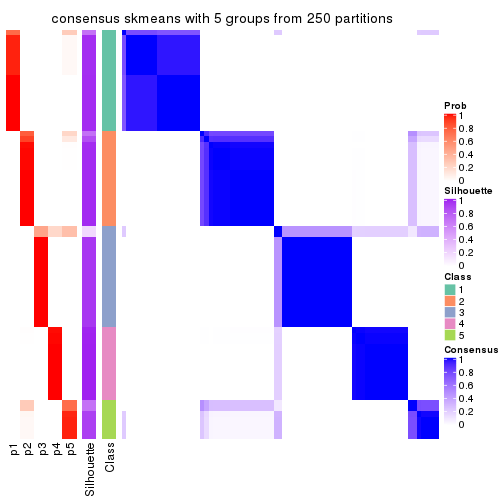 consensus skmeans with 5 groups from 250 partitions
Prob
1
0.8
0.6
0.4
0.2
0
Silhouette
1
0.8
0.6
0.4
0.2
0
Class
1
2
3
4
5
Consensus
1
0.8
0.6
0.4
0.2
0
p1
p2
p3
p4
p5
Silhouette
Class